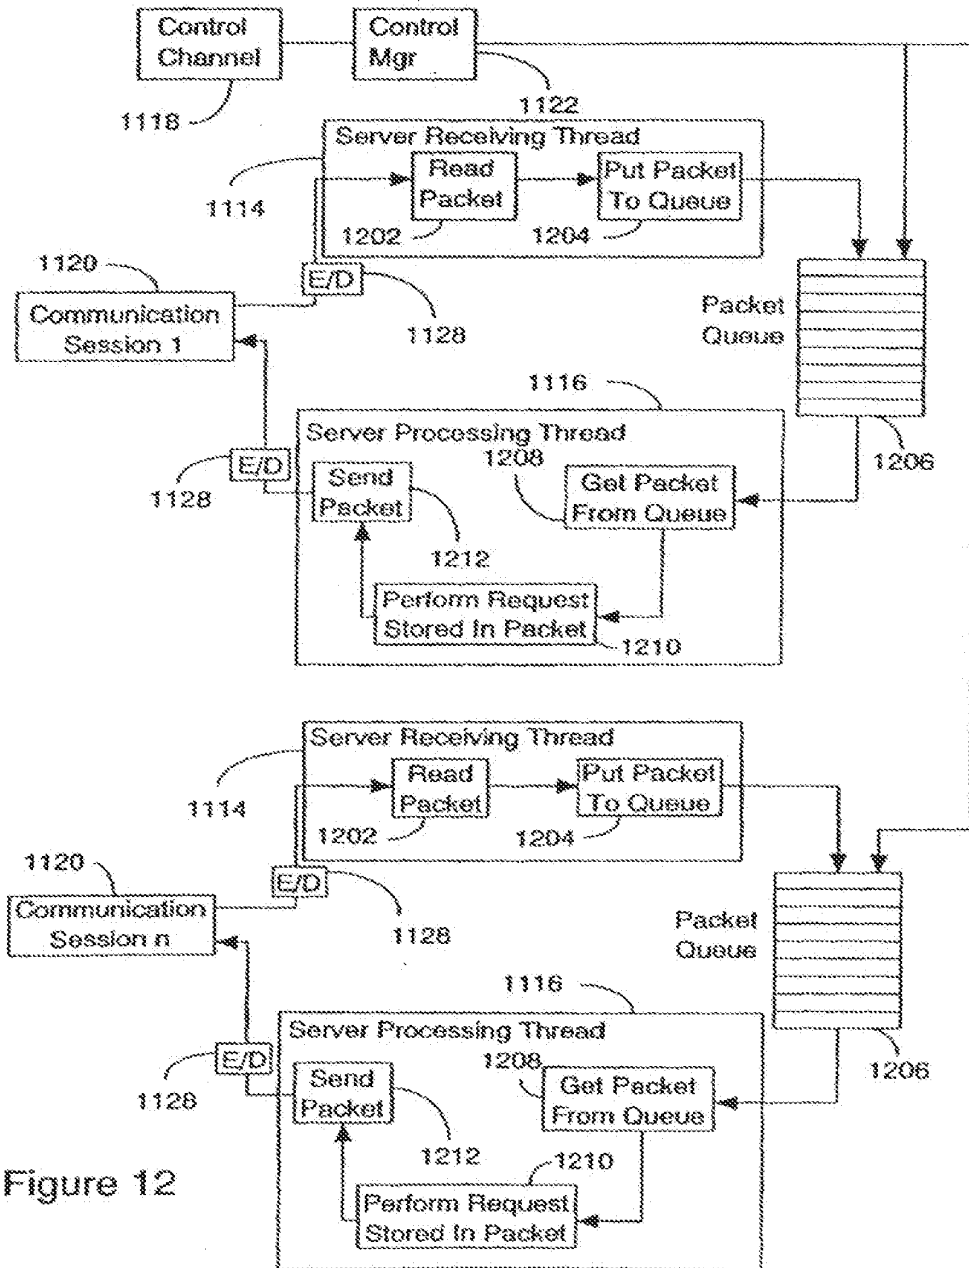 Control
Channel
Control
Mgr
1118
1122
Server Receiving Thread
Read
Packet
Put Packet
To Queue
1114
1202
1204
1120
E/D
Communication
Session 1
1128
Packet
Queue
1116
Server Processing Thread
1206
E/D
1208
Send
Packet
Get Packet
From Queue
1128
1212
Perform Request
Stored In Packet
1210
Server Receiving Thread
Read
Packet
Put Packet
To Queue
1114
1202
1204
1120
E/D
Communication
Session n
1128
Packet
Queue
1116
Server Processing Thread
E/D
1208
1206
Send
Packet
Get Packet
From Queue
1128
1212
1210
Figure 12
Perform Request
Stored In Packet